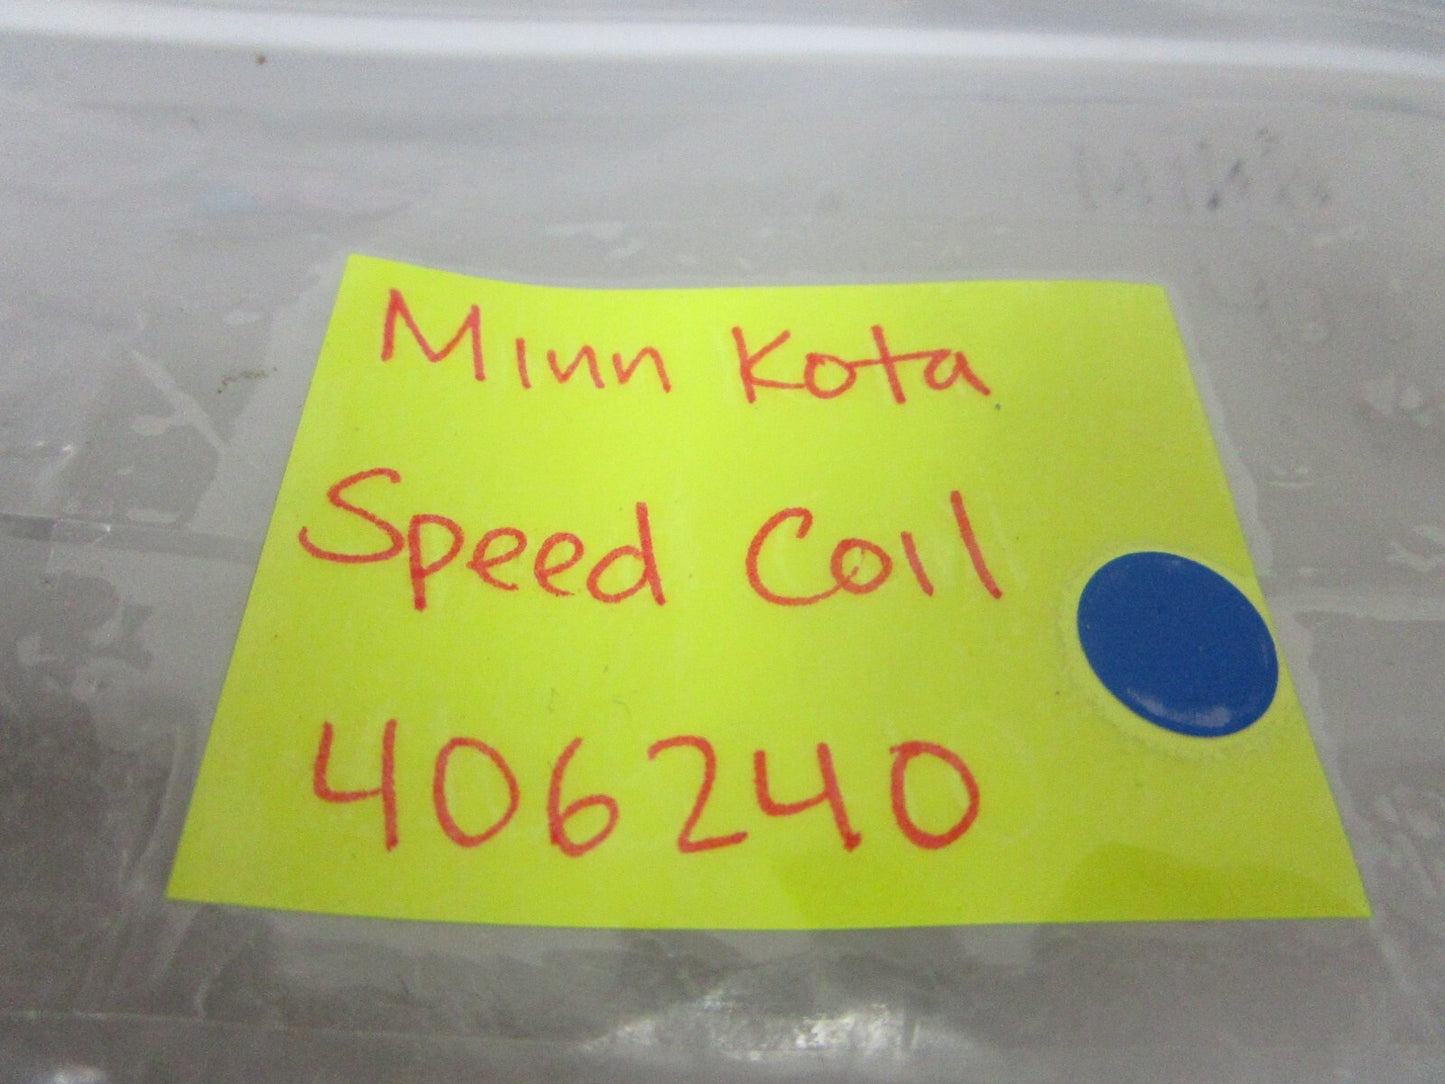 Minn Kota
Speed Coil
406240